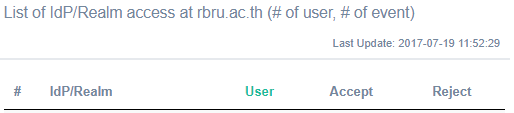 List of IdP/Realm access at rbru.ac.th (# of user, # of event)
Last Update: 2017-07-19 11:52:29
# IdP/Realm User Accept Reject